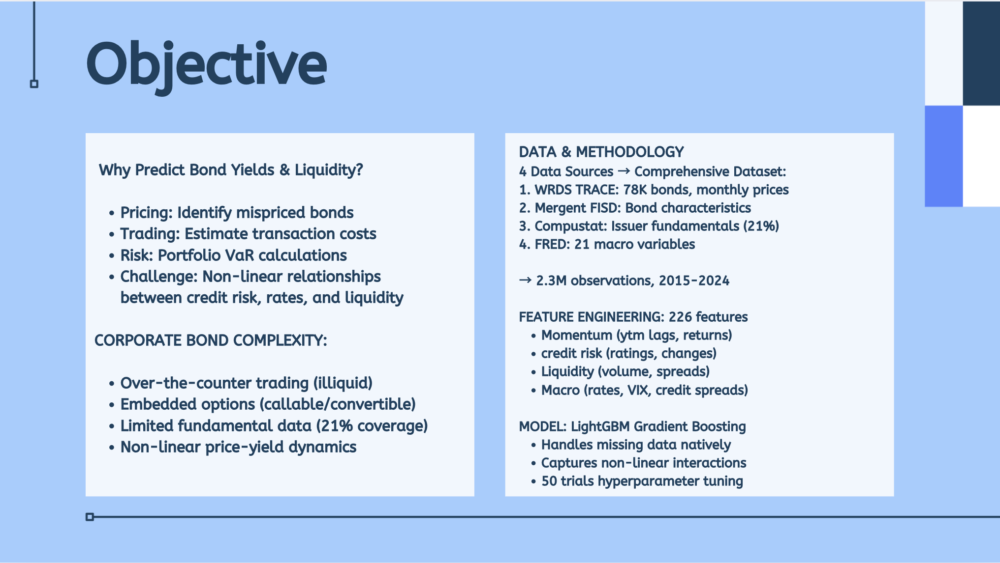 Objective
Why Predict Bond Yields & Liquidity?
• Pricing: Identify mispriced bonds
• Trading: Estimate transaction costs
• Risk: Portfolio VaR calculations
• Challenge: Non-linear relationships
between credit risk, rates, and liquidity
CORPORATE BOND COMPLEXITY:
• Over-the-counter trading (illiquid)
• Embedded options (callable/convertible)
• Limited fundamental data (21% coverage)
• Non-linear price-yield dynamics
DATA & METHODOLOGY
4 Data Sources → Comprehensive Dataset:
1. WRDS TRACE: 78K bonds, monthly prices
2. Mergent FISD: Bond characteristics
3. Compustat: Issuer fundamentals (21%)
4. FRED: 21 macro variables
→ 2.3M observations, 2015-2024
FEATURE ENGINEERING: 226 features
• Momentum (ytm lags, returns)
• credit risk (ratings, changes)
• Liquidity (volume, spreads)
• Macro (rates, VIX, credit spreads)
MODEL: LightGBM Gradient Boosting
• Handles missing data natively
• Captures non-linear interactions
• 50 trials hyperparameter tuning